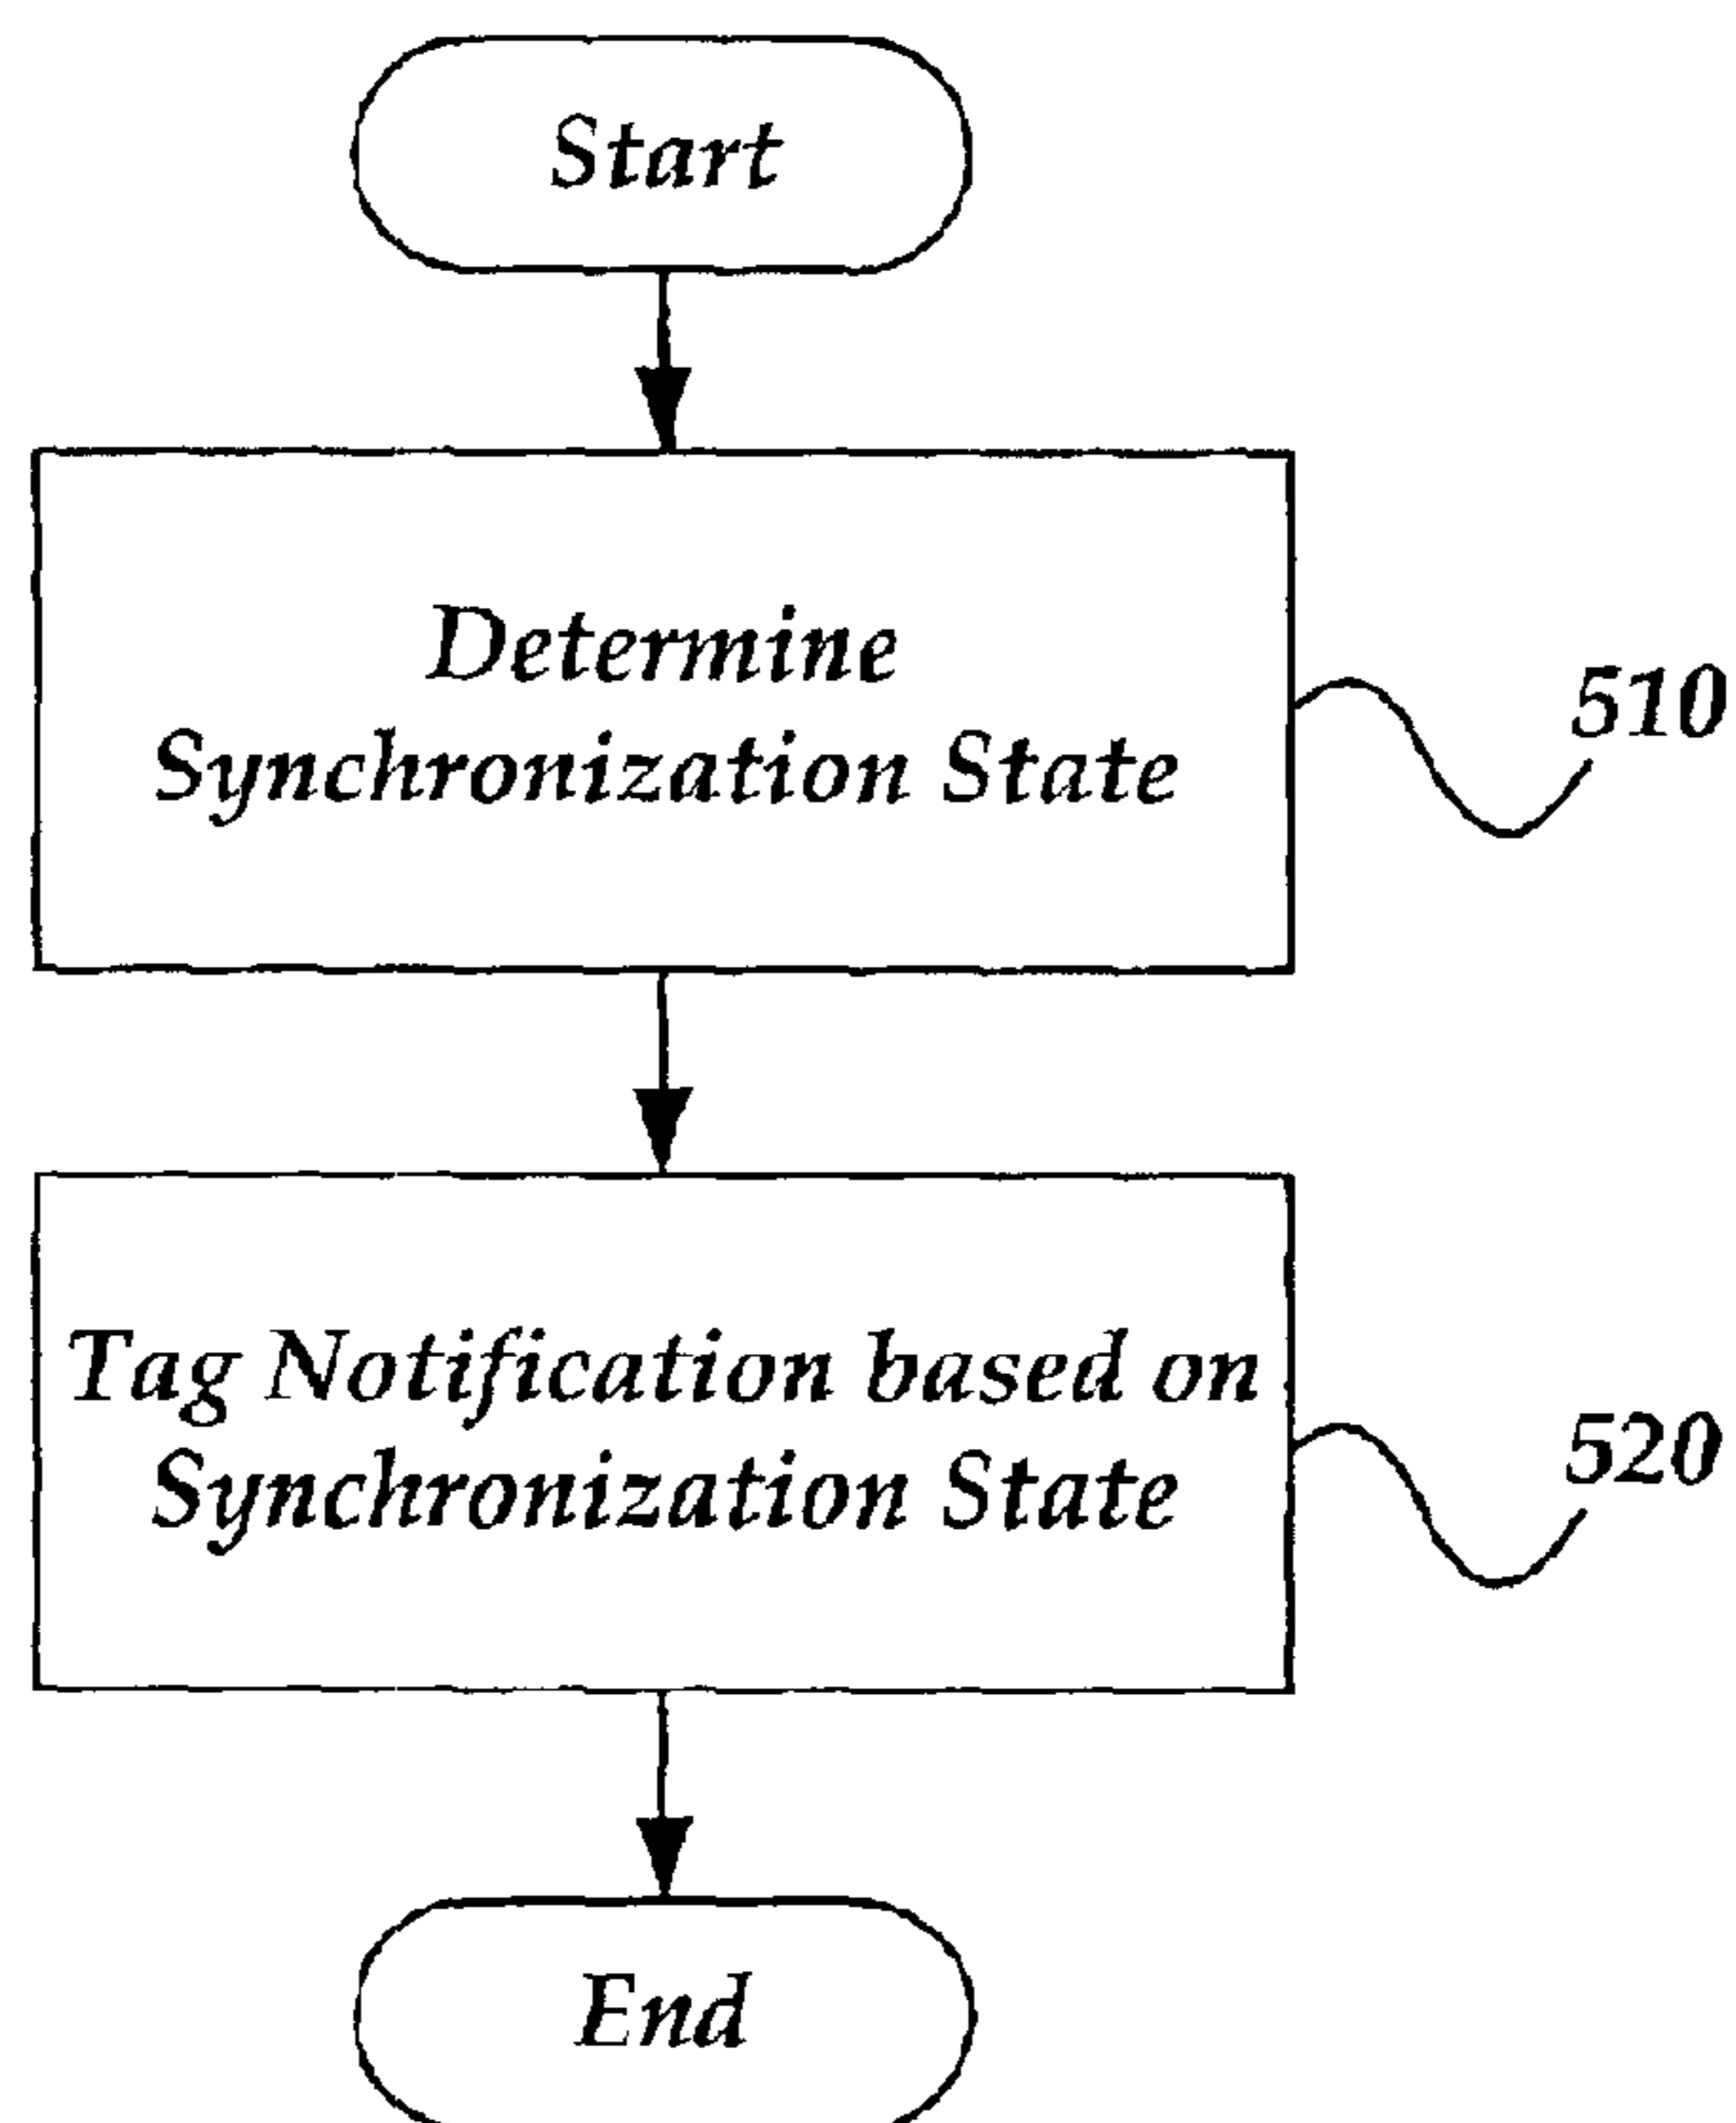 Start
Determine
Synchronization State
510
Tag Notification based on
Synchronization State
520
End